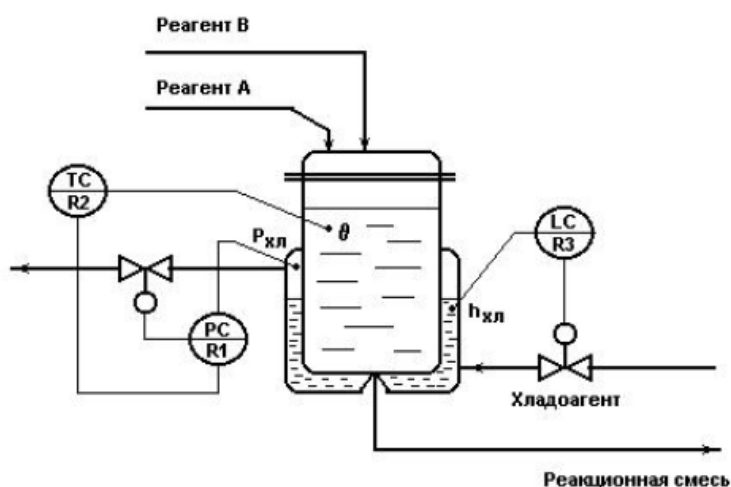 Реагент В
Реагент А
TC
R2
Pхл
θ
LC
R3
hхл
PC
R1
Хладоагент
Реакционная смесь